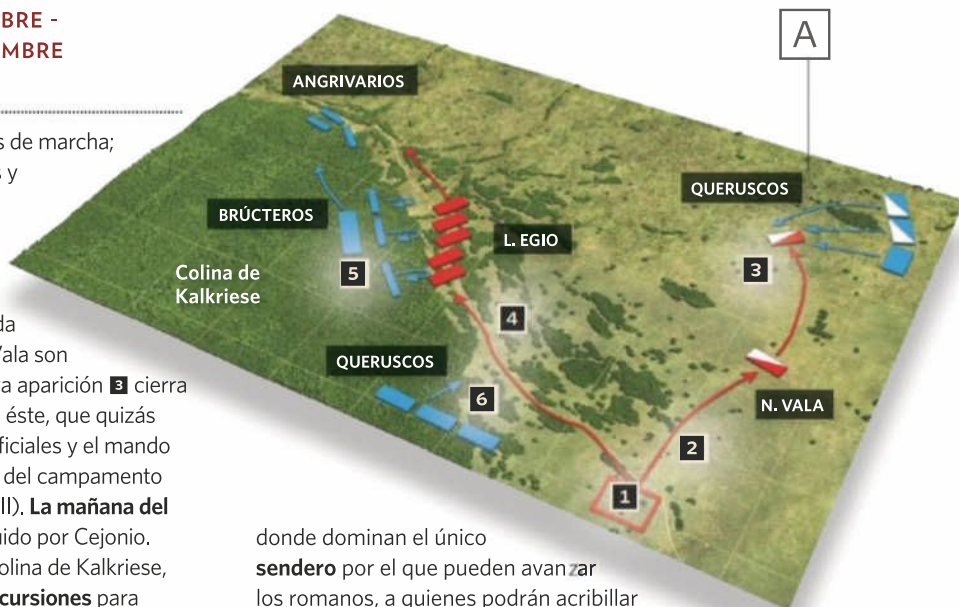 BRE -
MBRE
s de marcha;
s y
da
Vala son
a aparición 3 cierra
éste, que quizás
ficiales y el mando
del campamento
II). La mañana del
uido por Cejonio.
olina de Kalkriese,
cursiones para
A
ANGRIVARIOS
QUERUSCOS
BRÚCTEROS
L. EGIO
3
5
Colina de
Kalkriese
4
QUERUSCOS
6
N. VALA
2
1
donde dominan el único
sendero por el que pueden avanzar
los romanos, a quienes podrán acribillar